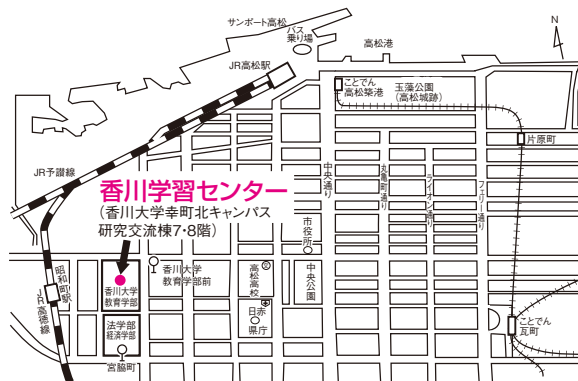 サンポート高松
バス
乗り場
高松港
N
JR高松駅
ことでん
高松築港
玉藻公園
(高松城跡)
片原町
JR予讃線
中央通り
丸亀町通り
ライオン通り
フェリー通り
香川学習センター
(香川大学幸町北キャンパス
研究交流棟7・8階)
市役所
昭和町駅
JR高徳線
香川大学
教育学部
香川大学
教育学部前
高松高校
文
中央公園
日赤
県庁
法学部
経済学部
宮脇町
ことでん
瓦町